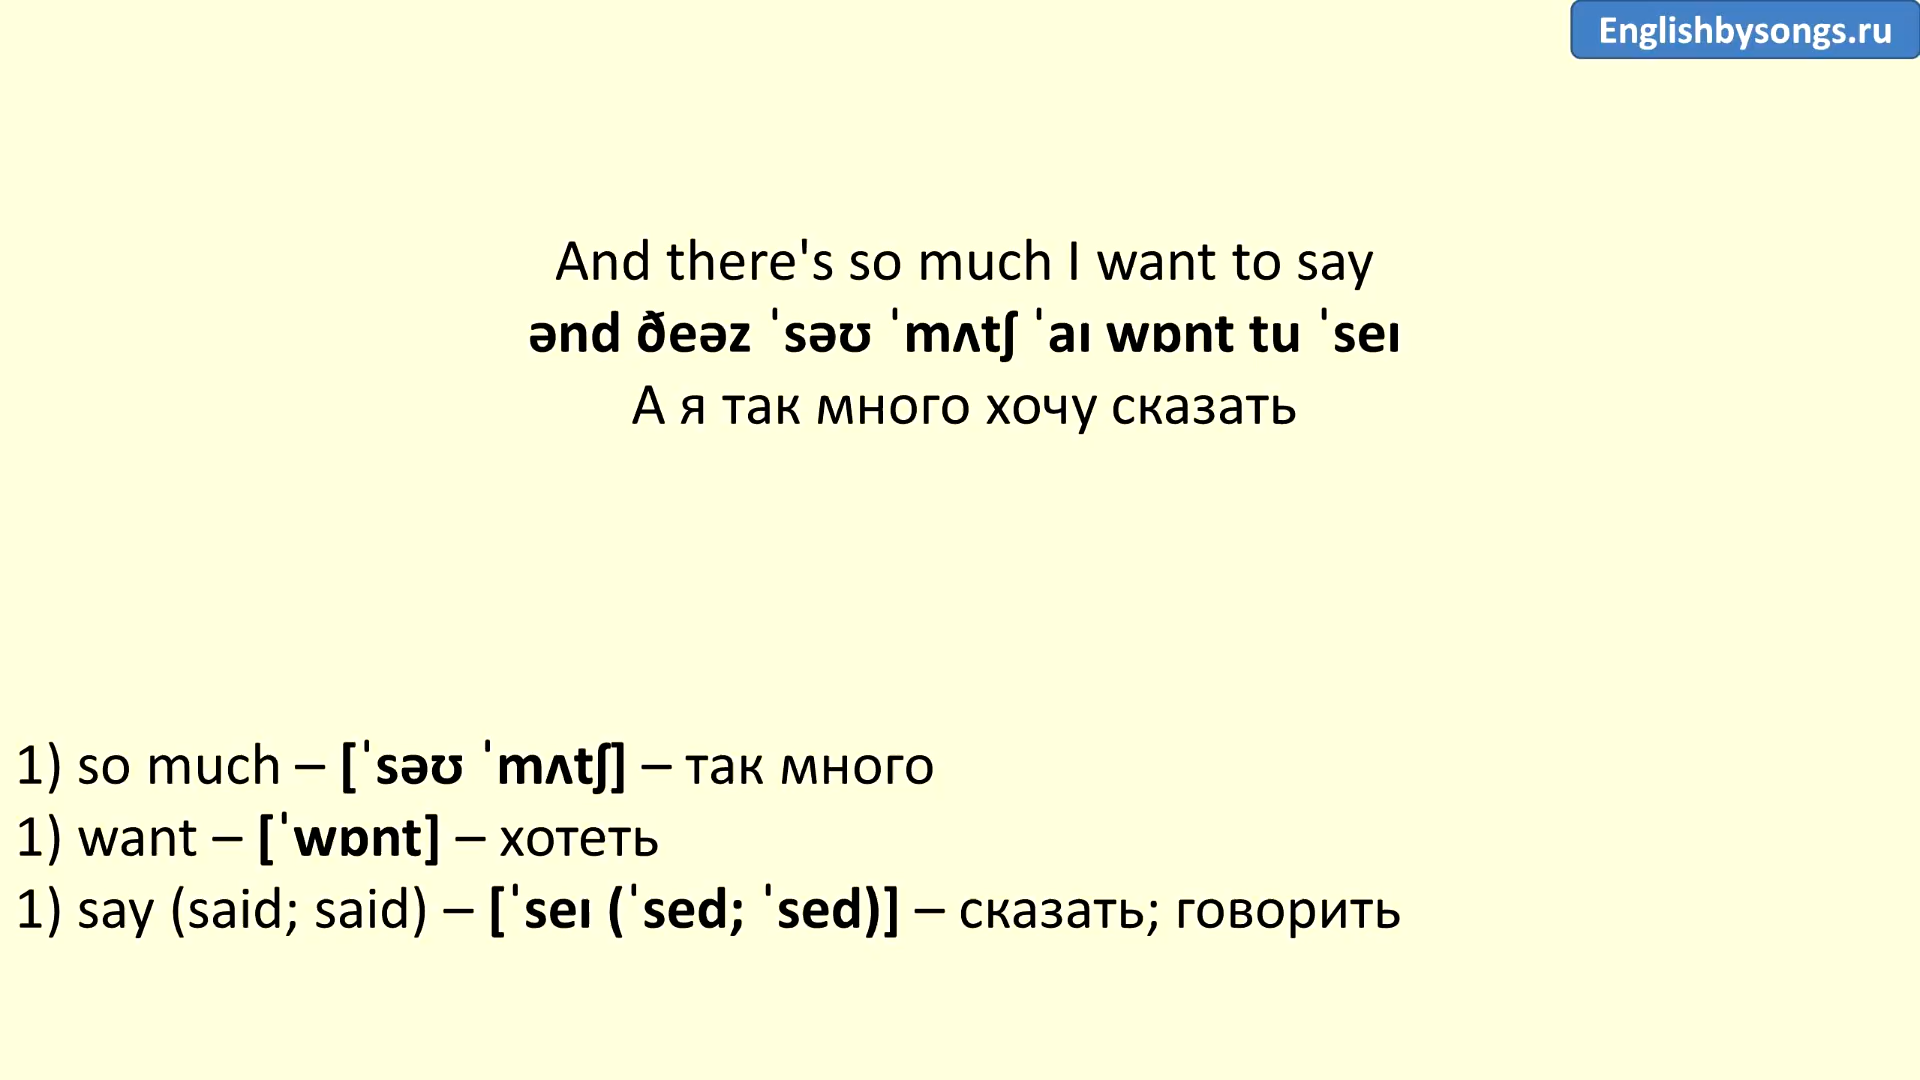 Englishbysongs.ru
And there's so much I want to say
ənd ðeəz ˈsəʊ ˈmʌtʃ ˈaɪ wɒnt tu ˈseɪ
А я так много хочу сказать
1) so much – [ˈsəʊ ˈmʌtʃ] – так много
1) want – [ˈwɒnt] – хотеть
1) say (said; said) – [ˈseɪ (ˈsed; ˈsed)] – сказать; говорить